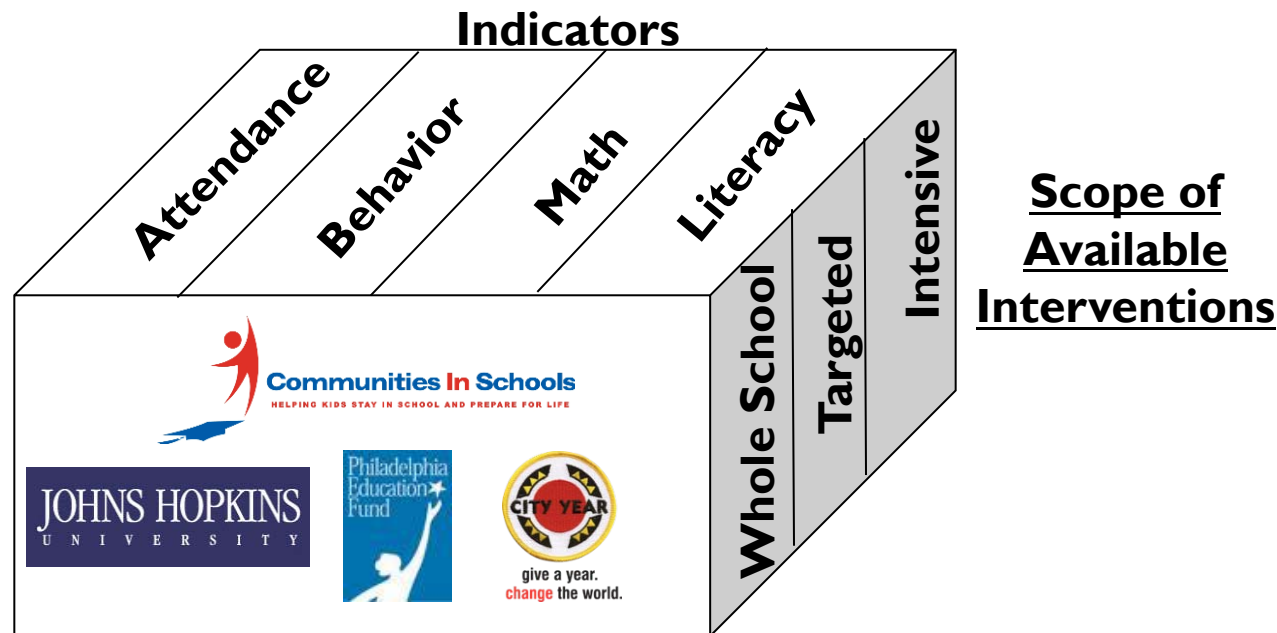 Indicators
Attendance
Behavior
Math
Literacy
Whole School
Targeted
Intensive
Scope of
Available
Interventions
Communities In Schools
HELPING KIDS STAY IN SCHOOL AND PREPARE FOR LIFE
JOHNS HOPKINS
UNIVERSITY
Philadelphia
Education
Fund
CITY YEAR
give a year.
change the world.